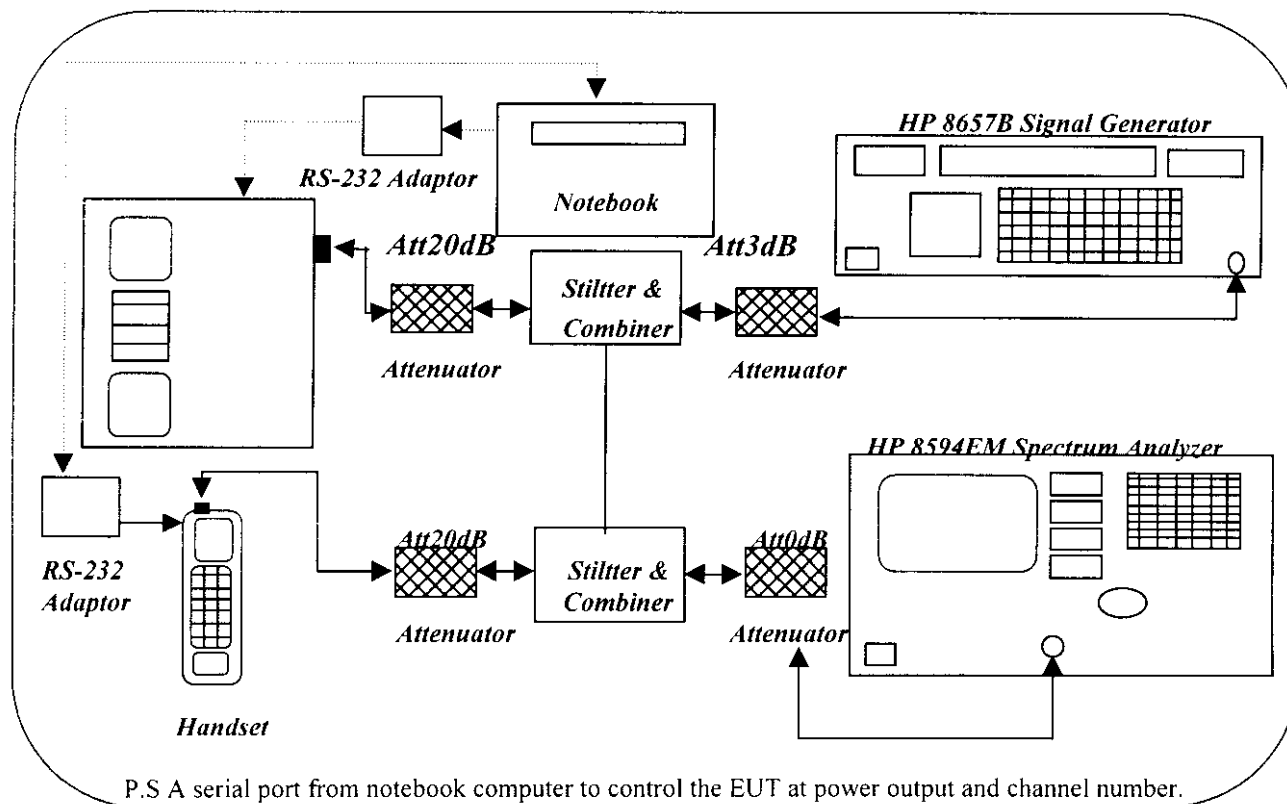 HP 8657B Signal Generator
RS-232 Adaptor
Notebook
Att20dB
Att3dB
Stiltter &
Combiner
Attenuator
Attenuator
HP 8594EM Spectrum Analyzer
Att20dB
Att0dB
Stiltter &
Combiner
RS-232
Adaptor
Attenuator
Attenuator
Handset
P.S A serial port from notebook computer to control the EUT at power output and channel number.